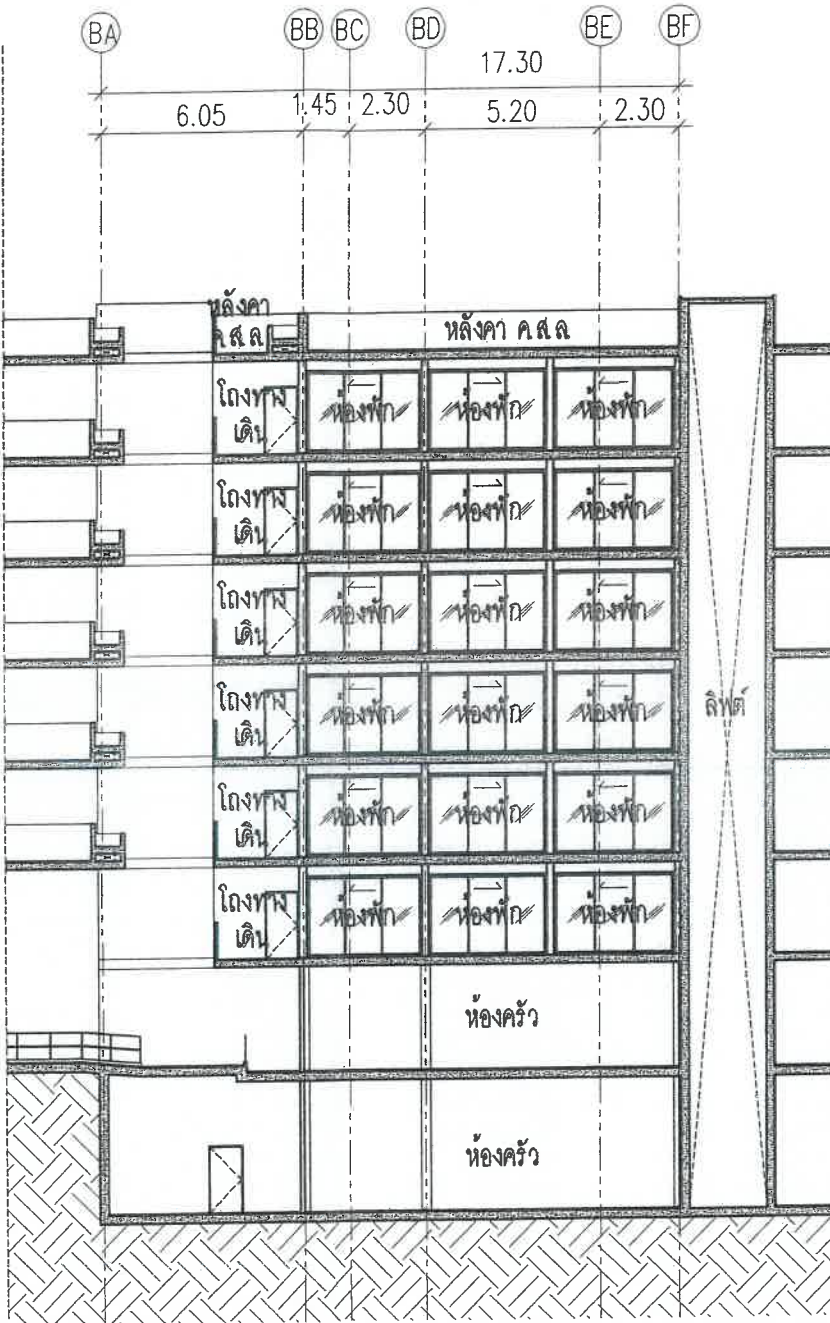 BA BB BC BD BE BF
17.30
6.05 1.45 2.30 5.20 2.30
หลังคา
ค.ส.ล
หลังคา ค.ส.ล
โถงทาง
เดิน
ห้องพัก ห้องพัก ห้องพัก
โถงทาง
เดิน
ห้องพัก ห้องพัก ห้องพัก
โถงทาง
เดิน
ห้องพัก ห้องพัก ห้องพัก
โถงทาง
เดิน
ห้องพัก ห้องพัก ห้องพัก
ลิฟต์
โถงทาง
เดิน
ห้องพัก ห้องพัก ห้องพัก
โถงทาง
เดิน
ห้องพัก ห้องพัก ห้องพัก
ห้องครัว
ห้องครัว